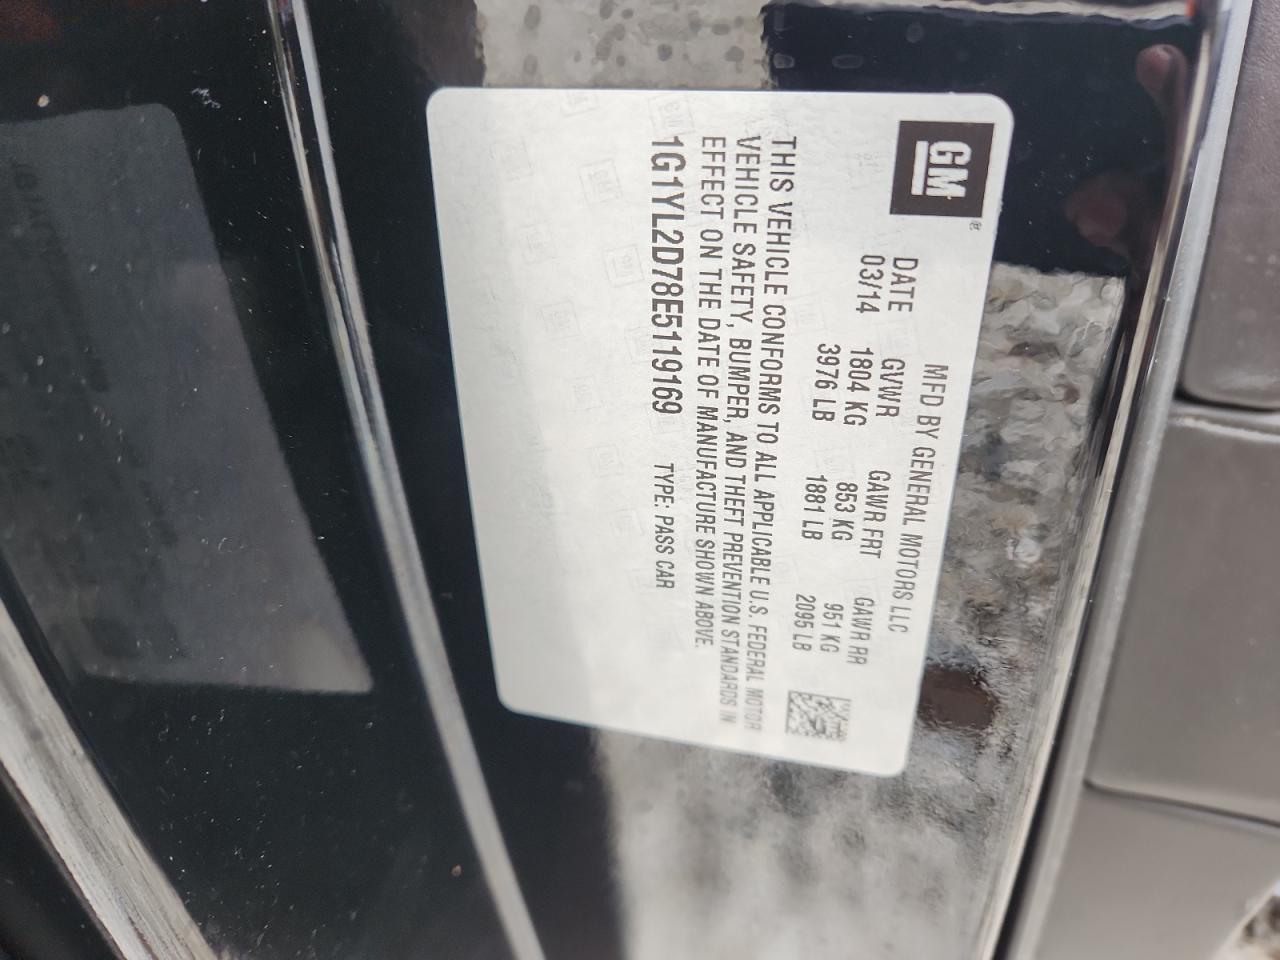 GM
®
MFD BY GENERAL MOTORS LLC
DATE GVWR GAWR FRT GAWR RR
03/14 1804 KG 853 KG 951 KG
3976 LB 1881 LB 2095 LB
THIS VEHICLE CONFORMS TO ALL APPLICABLE U.S. FEDERAL MOTOR
VEHICLE SAFETY, BUMPER, AND THEFT PREVENTION STANDARDS IN
EFFECT ON THE DATE OF MANUFACTURE SHOWN ABOVE.
1G1YL2D78E5119169 TYPE: PASS CAR